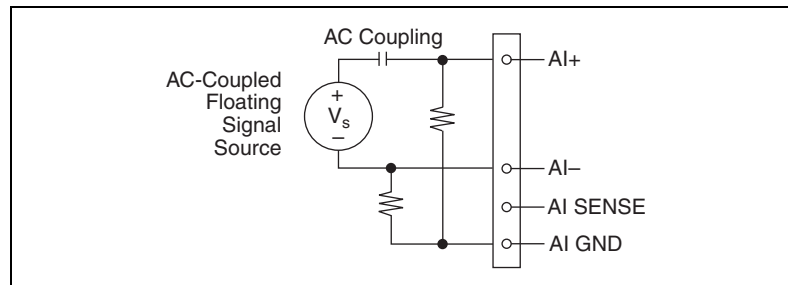 AC Coupling
AC-Coupled
Floating
Signal
Source
+
Vs
–
AI+
AI–
AI SENSE
AI GND